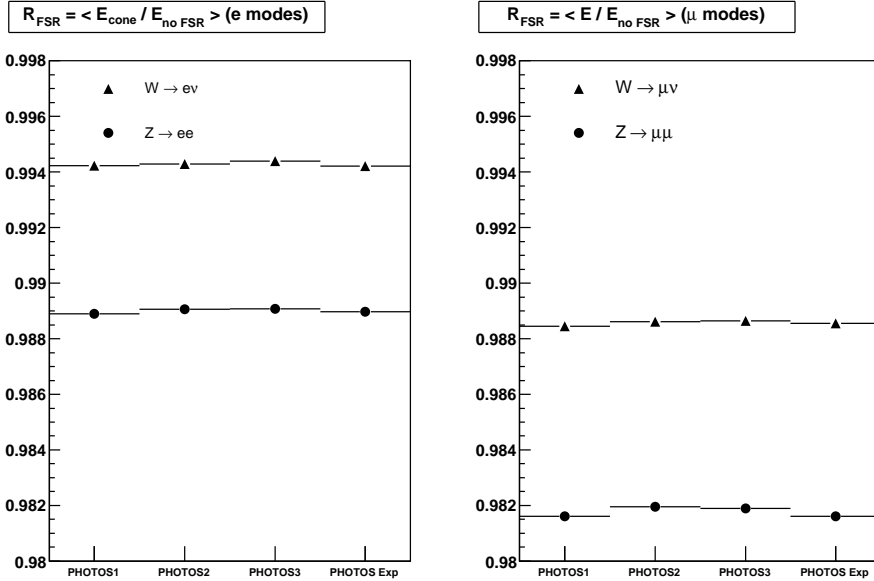 R_FSR = < E_cone / E_no FSR > (e modes)
0.998
0.996
0.994
0.992
0.99
0.988
0.986
0.984
0.982
0.98
W → eν
Z → ee
PHOTOS1 PHOTOS2 PHOTOS3 PHOTOS Exp
R_FSR = < E / E_no FSR > (μ modes)
0.998
0.996
0.994
0.992
0.99
0.988
0.986
0.984
0.982
0.98
W → μν
Z → μμ
PHOTOS1 PHOTOS2 PHOTOS3 PHOTOS Exp